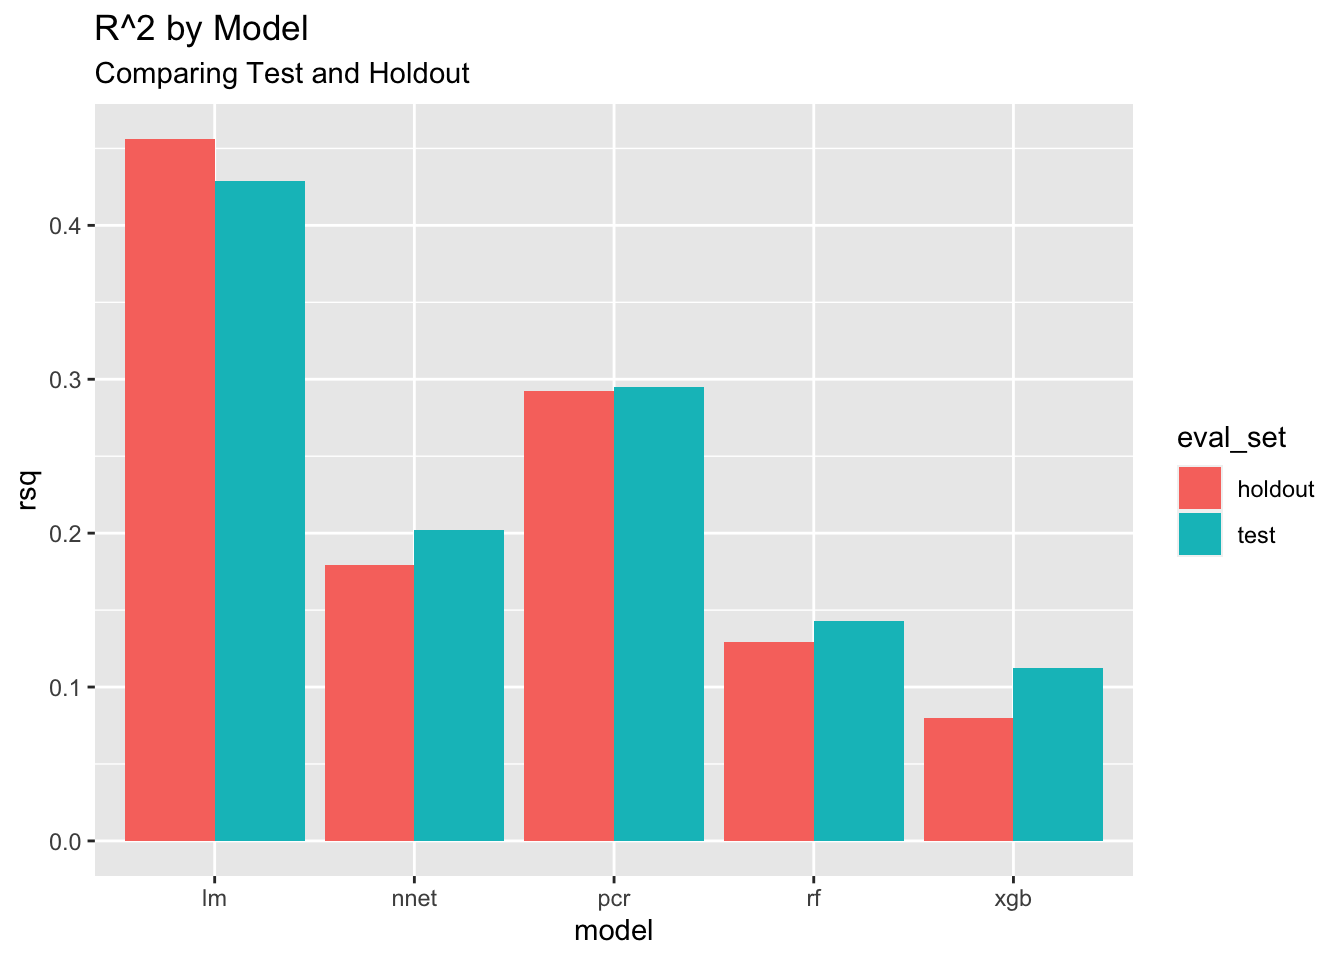 R^2 by Model
Comparing Test and Holdout
0.4
0.3
0.2
0.1
0.0
rsq
lm
nnet
pcr
rf
xgb
model
eval_set
holdout
test